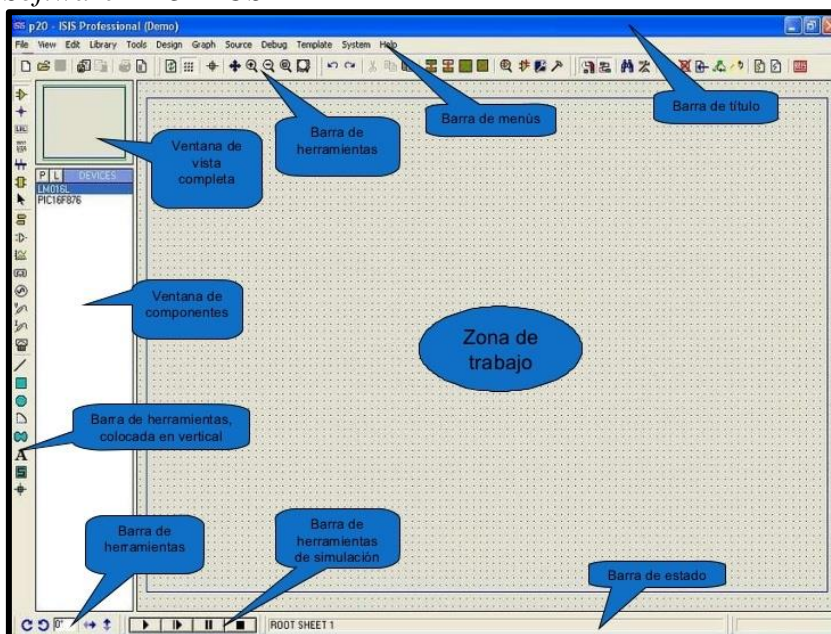 p20 - ISIS Professional (Demo)
File View Edit Library Tools Design Graph Source Debug Template System Help
Barra de título
Barra de menús
Barra de
herramientas
Ventana de
vista
completa
P L DEVICES
LM016L
PIC16F876
Ventana de
componentes
Zona de
trabajo
Barra de herramientas,
colocada en vertical
A
Barra de
herramientas
Barra de
herramientas
de simulación
Barra de estado
ROOT SHEET 1